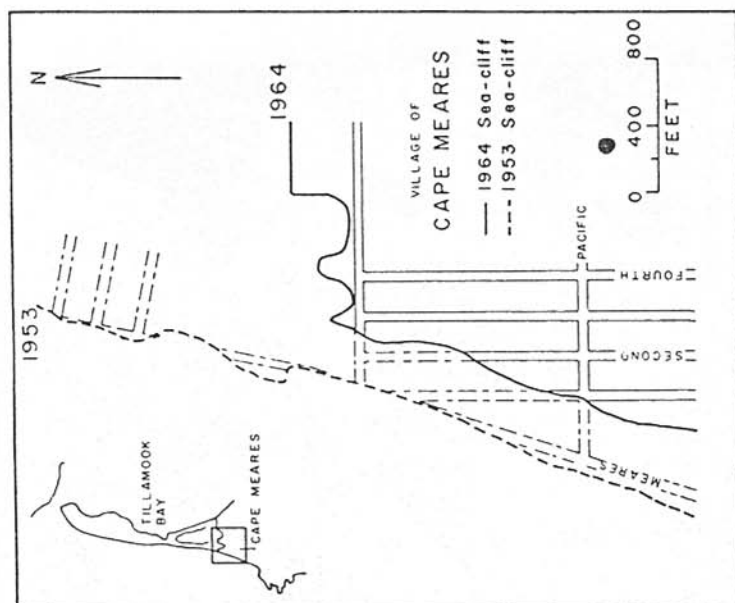 N
1953
1964
VILLAGE OF
CAPE MEARES
1964 Sea-cliff
1953 Sea-cliff
0 400 800
FEET
TILLAMOOK
BAY
CAPE MEARES
PACIFIC
MEARES
SECOND
FOURTH